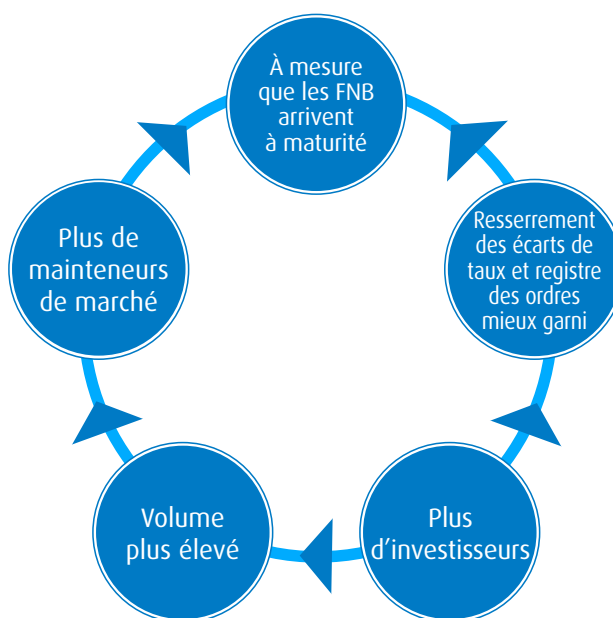 À mesure
que les FNB
arrivent
à maturité
Plus de
mainteneurs
de marché
Resserrement
des écarts de
taux et registre
des ordres
mieux garni
Volume
plus élevé
Plus
d’investisseurs